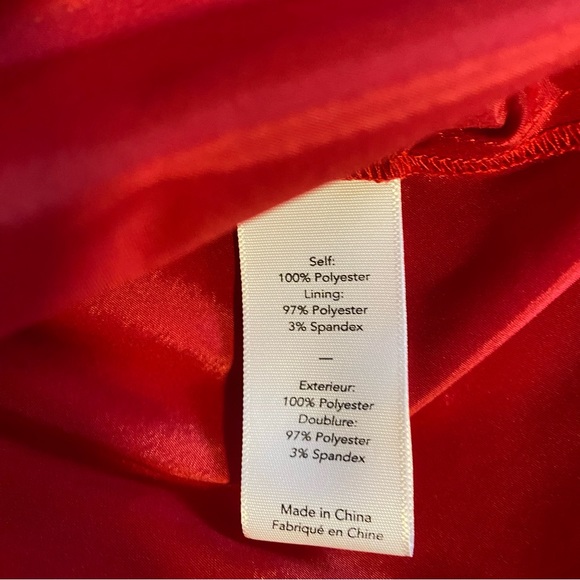 Self:
100% Polyester
Lining:
97% Polyester
3% Spandex
—
Exterieur:
100% Polyester
Doublure:
97% Polyester
3% Spandex
Made in China
Fabriqué en Chine